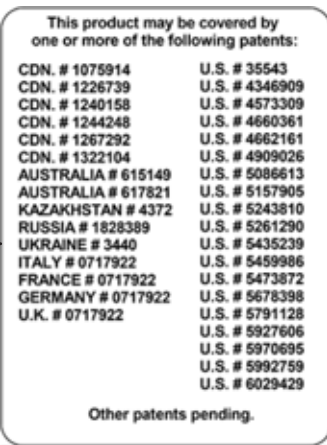 This product may be covered by
one or more of the following patents:
CDN. # 1075914
CDN. # 1226739
CDN. # 1240158
CDN. # 1244248
CDN. # 1267292
CDN. # 1322104
AUSTRALIA # 615149
AUSTRALIA # 617821
KAZAKHSTAN # 4372
RUSSIA # 1828389
UKRAINE # 3440
ITALY # 0717922
FRANCE # 0717922
GERMANY # 0717922
U.K. # 0717922
U.S. # 35543
U.S. # 4346909
U.S. # 4573309
U.S. # 4660361
U.S. # 4662161
U.S. # 4909026
U.S. # 5086613
U.S. # 5157905
U.S. # 5243810
U.S. # 5261290
U.S. # 5435239
U.S. # 5459986
U.S. # 5473872
U.S. # 5678398
U.S. # 5791128
U.S. # 5927606
U.S. # 5970695
U.S. # 5992759
U.S. # 6029429
Other patents pending.